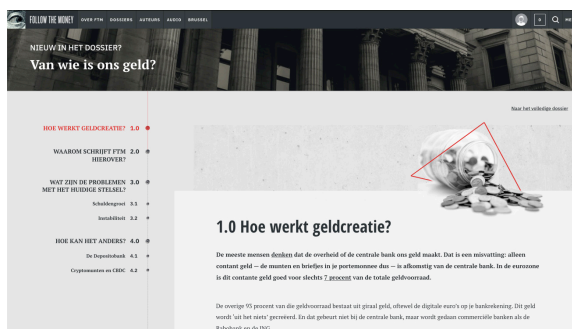 FOLLOW THE MONEY OVER FTM DOSSIERS AUTEURS AUDIO BRUSSEL 0 ME
NIEUW IN HET DOSSIER?
Van wie is ons geld?
Naar het volledige dossier
HOE WERKT GELDCREATIE? 1.0
WAAROM SCHRIJFT FTM 2.0
HIEROVER?
WAT ZIJN DE PROBLEMEN 3.0
MET HET HUIDIGE STELSEL?
Schuldengroei 3.1
Instabiliteit 3.2
HOE KAN HET ANDERS? 4.0
De Depositobank 4.1
Cryptomunten en CBDC 4.2
1.0 Hoe werkt geldcreatie?
De meeste mensen denken dat de overheid of de centrale bank ons geld maakt. Dat is een misvatting: alleen
contant geld — de munten en briefjes in je portemonnee dus — is afkomstig van de centrale bank. In de eurozone
is dit contante geld goed voor slechts 7 procent van de totale geldvoorraad.
De overige 93 procent van die geldvoorraad bestaat uit giraal geld, oftewel de digitale euro's op je bankrekening. Dit geld
wordt 'uit het niets' gecreëerd. En dat gebeurt niet bij de centrale bank, maar wordt gedaan commerciële banken als de
Rabobank en de ING.